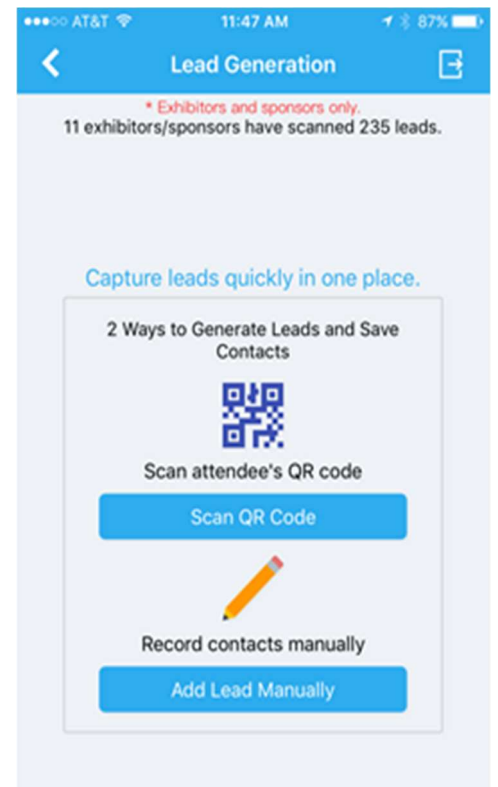 AT&T 11:47 AM 87%
Lead Generation
* Exhibitors and sponsors only.
11 exhibitors/sponsors have scanned 235 leads.
Capture leads quickly in one place.
2 Ways to Generate Leads and Save
Contacts
Scan attendee's QR code
Scan QR Code
Record contacts manually
Add Lead Manually